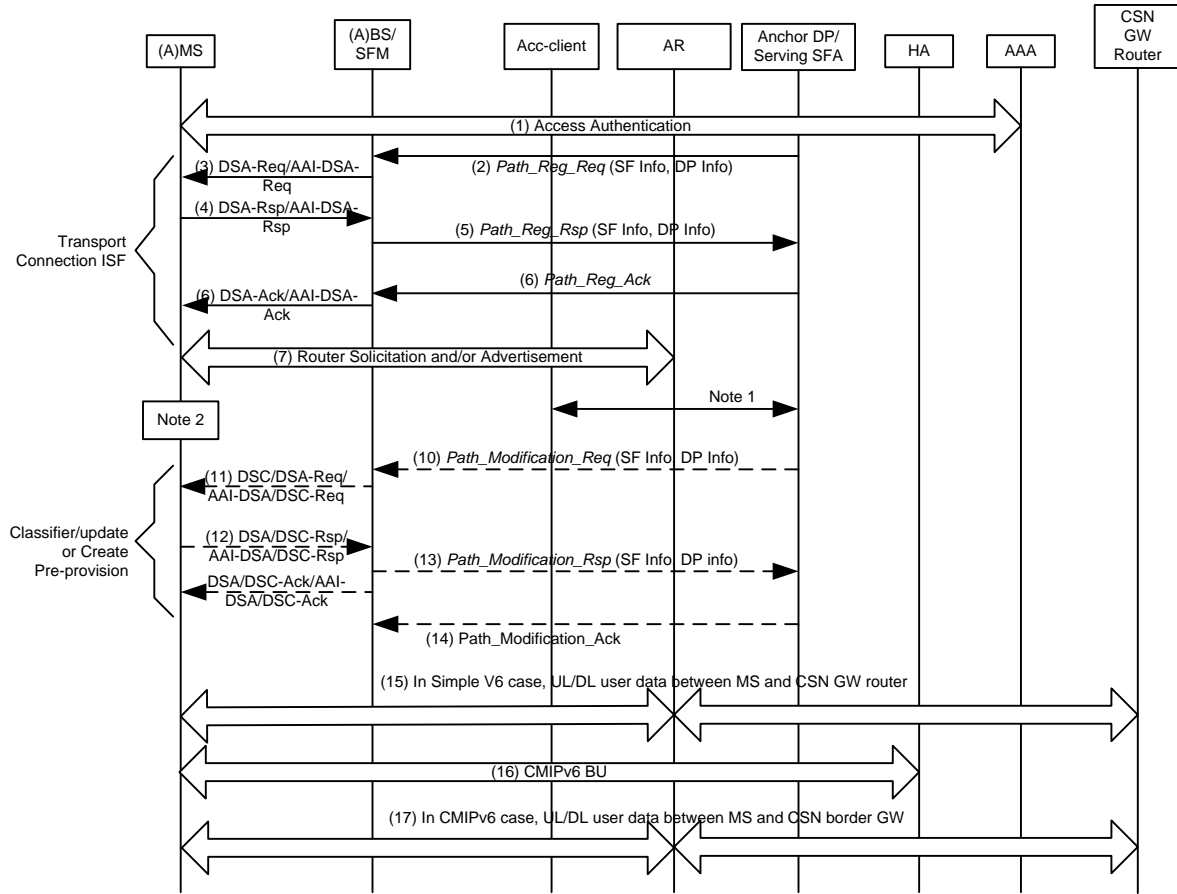 CSN
GW
Router
(A)MS
(A)BS/
SFM
Acc-client
AR
Anchor DP/
Serving SFA
HA
AAA
(1) Access Authentication
(2) Path_Reg_Req (SF Info, DP Info)
(3) DSA-Req/AAI-DSA-
Req
(4) DSA-Rsp/AAI-DSA-
Rsp
(5) Path_Reg_Rsp (SF Info, DP Info)
Transport
Connection ISF
(6) Path_Reg_Ack
(6) DSA-Ack/AAI-DSA-
Ack
(7) Router Solicitation and/or Advertisement
Note 1
Note 2
(10) Path_Modification_Req (SF Info, DP Info)
(11) DSC/DSA-Req/
AAI-DSA/DSC-Req
Classifier/update
or Create
Pre-provision
(12) DSA/DSC-Rsp/
AAI-DSA/DSC-Rsp
(13) Path_Modification_Rsp (SF Info, DP info)
DSA/DSC-Ack/AAI-
DSA/DSC-Ack
(14) Path_Modification_Ack
(15) In Simple V6 case, UL/DL user data between MS and CSN GW router
(16) CMIPv6 BU
(17) In CMIPv6 case, UL/DL user data between MS and CSN border GW